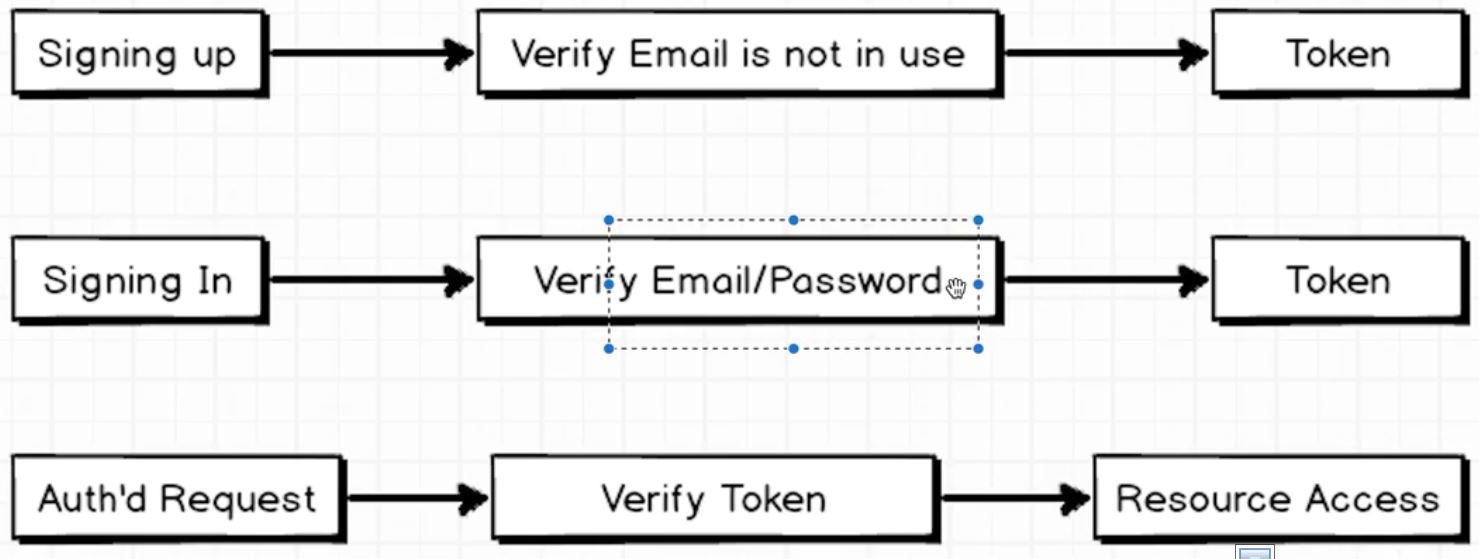 Signing up
Verify Email is not in use
Token
Signing In
Verify Email/Password
Token
Auth'd Request
Verify Token
Resource Access